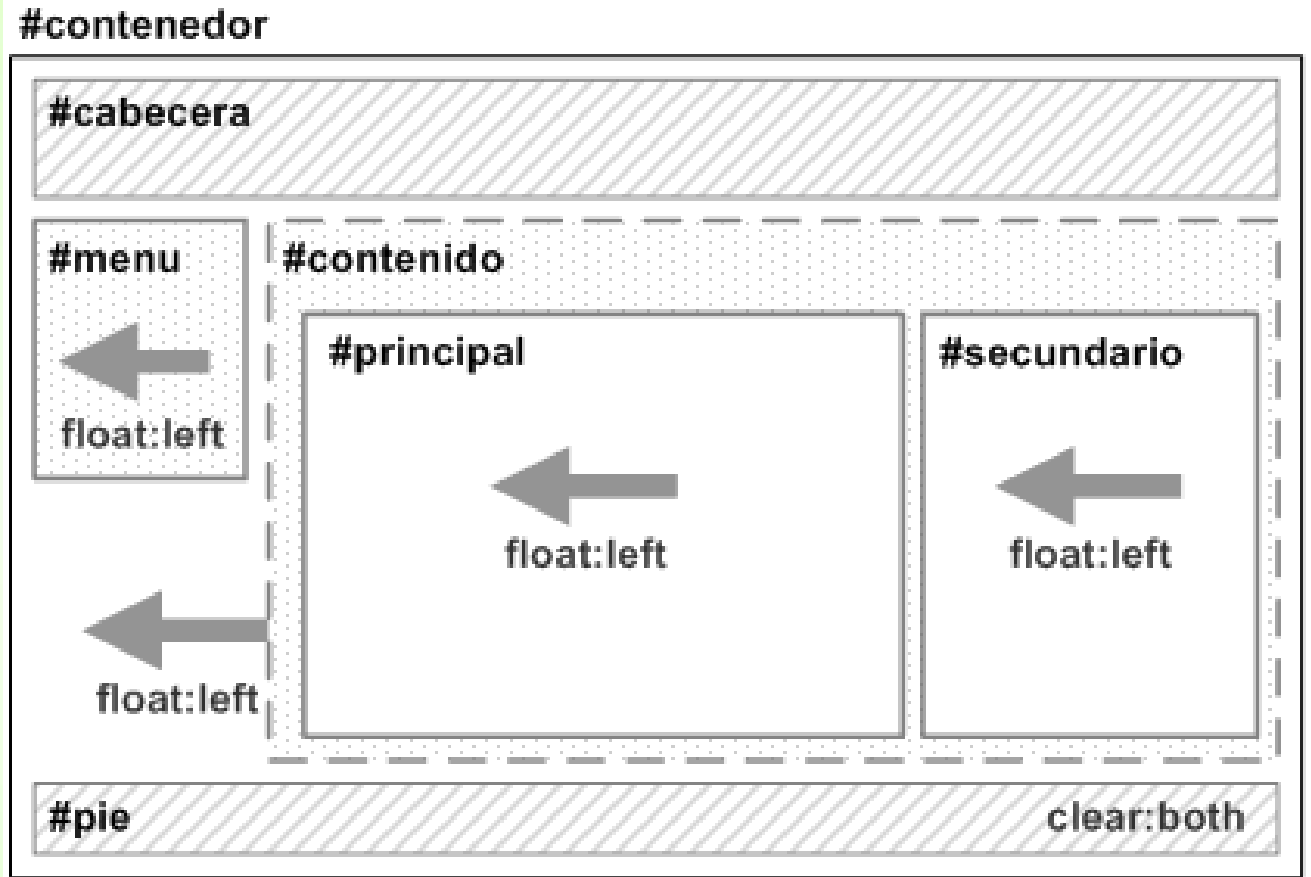 #contenedor
#cabecera
#menu
float:left
#contenido
#principal
float:left
#secundario
float:left
float:left
#pie
clear:both